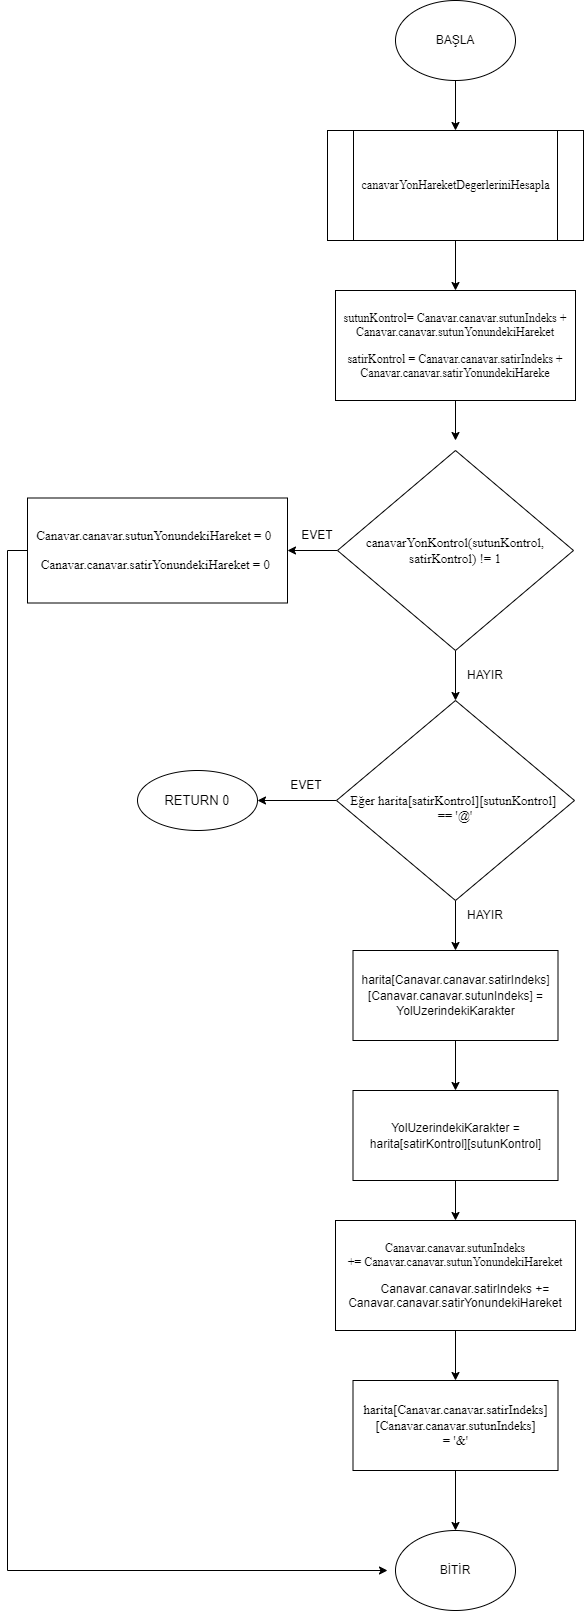 BAŞLA
canavarYonHareketDegerleriniHesapla
sutunKontrol= Canavar.canavar.sutunIndeks +
Canavar.canavar.sutunYonundekiHareket
satirKontrol = Canavar.canavar.satirIndeks +
Canavar.canavar.satirYonundekiHareke
canavarYonKontrol(sutunKontrol,
satirKontrol) != 1
EVET
Canavar.canavar.sutunYonundekiHareket = 0
Canavar.canavar.satirYonundekiHareket = 0
HAYIR
Eğer harita[satirKontrol][sutunKontrol]
== '@'
EVET
RETURN 0
HAYIR
harita[Canavar.canavar.satirIndeks]
[Canavar.canavar.sutunIndeks] =
YolUzerindekiKarakter
YolUzerindekiKarakter =
harita[satirKontrol][sutunKontrol]
Canavar.canavar.sutunIndeks
+= Canavar.canavar.sutunYonundekiHareket
Canavar.canavar.satirIndeks +=
Canavar.canavar.satirYonundekiHareket
harita[Canavar.canavar.satirIndeks]
[Canavar.canavar.sutunIndeks]
= '&'
BİTİR